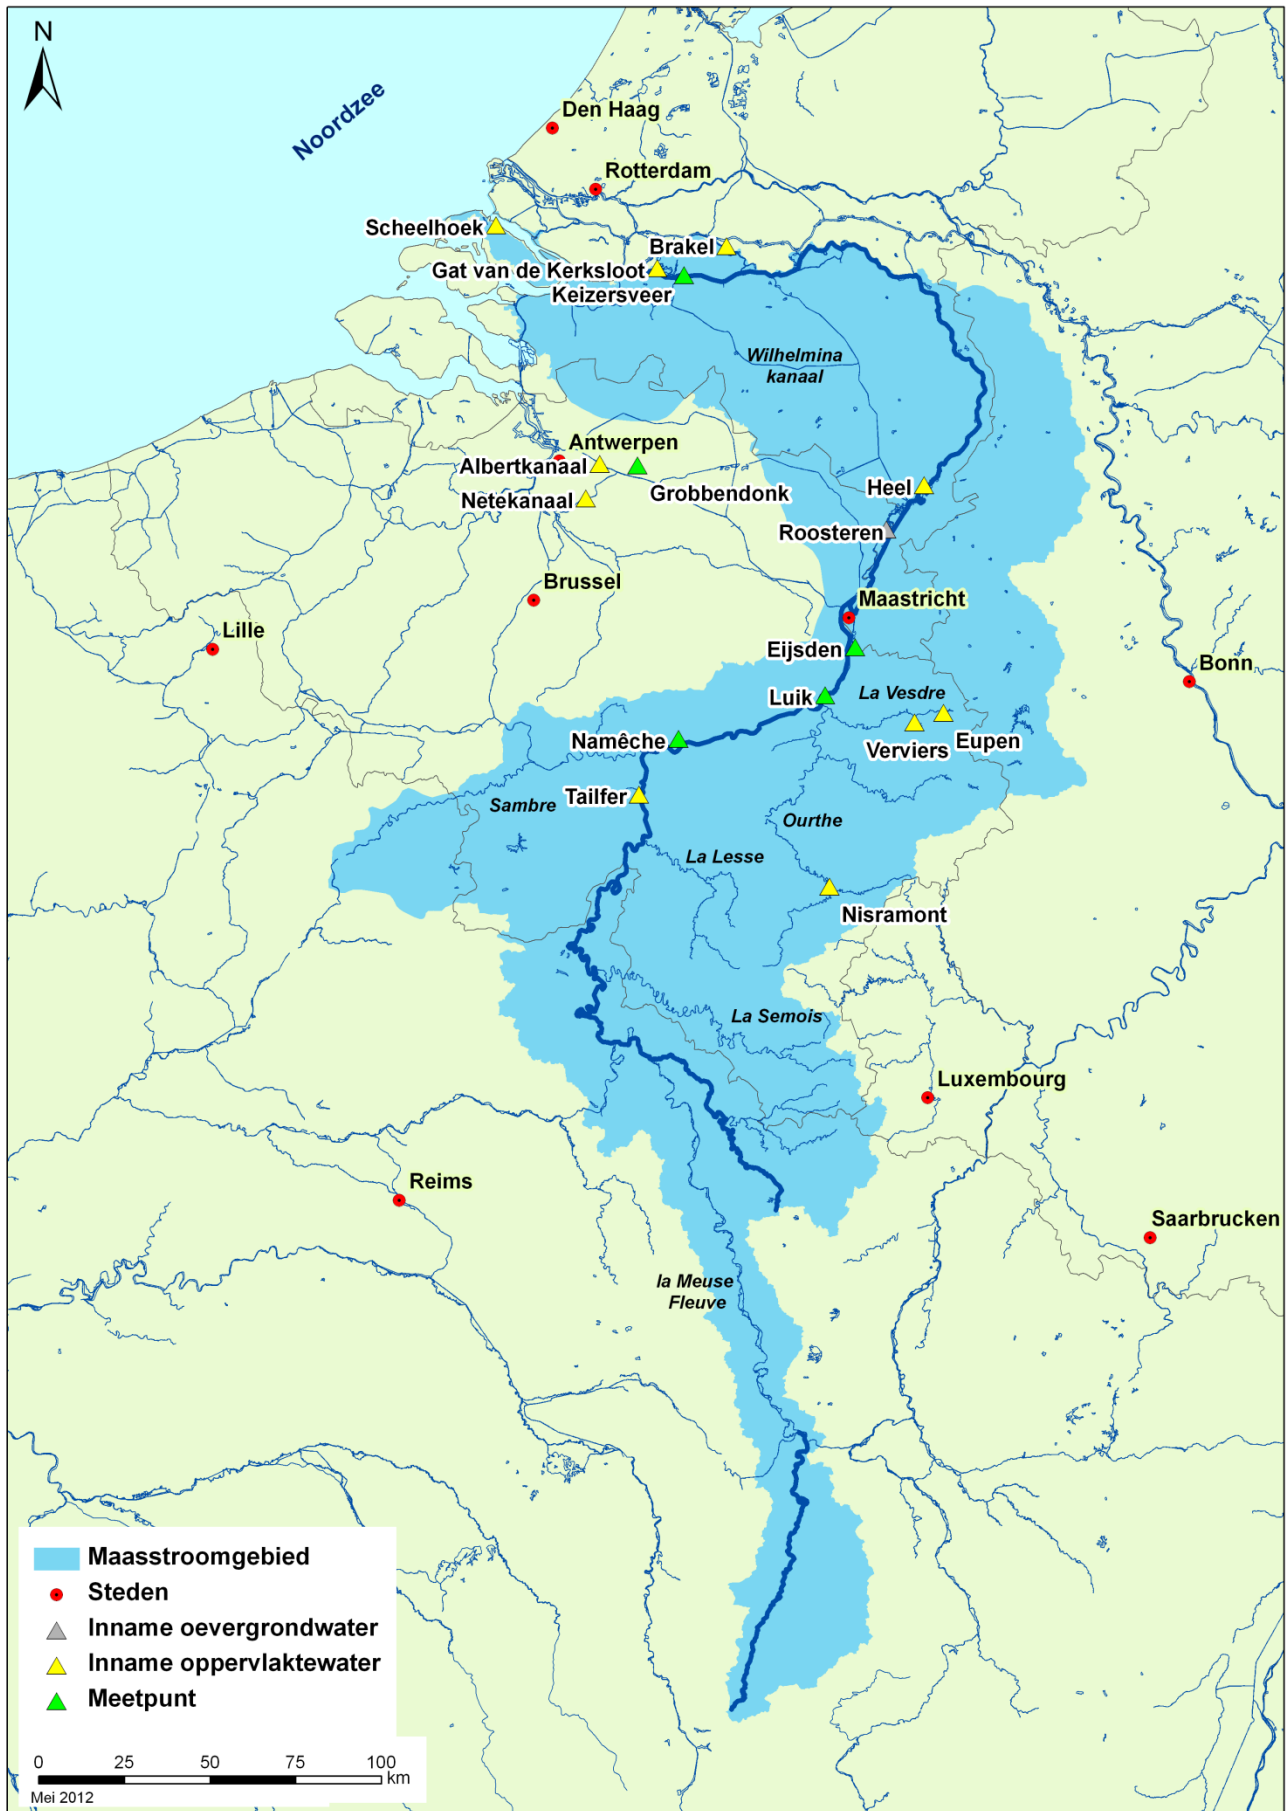 N
Noordzee
Den Haag
Rotterdam
Scheelhoek
Brakel
Gat van de Kerksloot
Keizersveer
Wilhelmina
kanaal
Antwerpen
Albertkanaal
Grobbendonk
Netekanaal
Heel
Roosteren
Brussel
Maastricht
Lille
Eijsden
Bonn
Luik
La Vesdre
Namêche
Verviers
Eupen
Tailfer
Sambre
Ourthe
La Lesse
Nisramont
La Semois
Luxembourg
Reims
Saarbrucken
la Meuse
Fleuve
Maasstroomgebied
Steden
Inname oevergrondwater
Inname oppervlaktewater
Meetpunt
0 25 50 75 100
km
Mei 2012